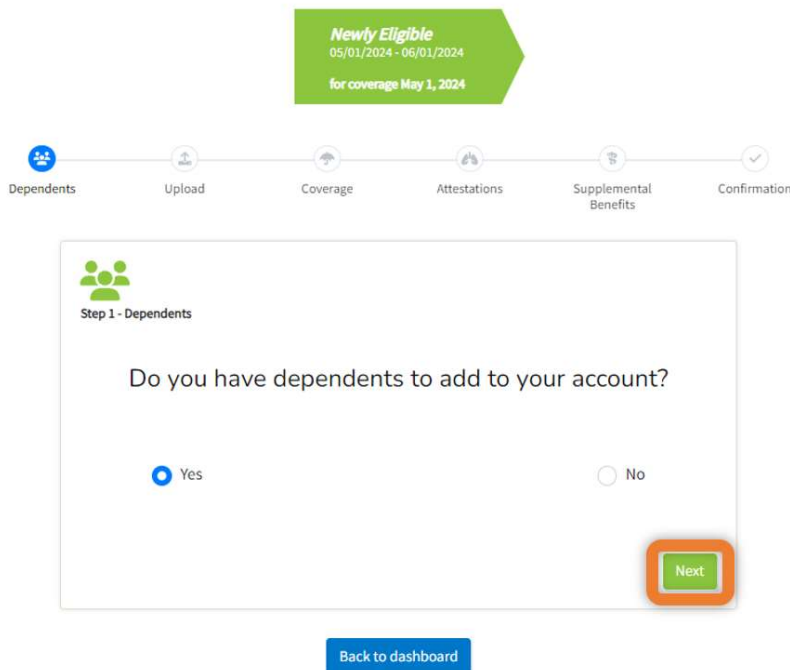 Newly Eligible
05/01/2024 - 06/01/2024
for coverage May 1, 2024
Dependents
Upload
Coverage
Attestations
Supplemental
Benefits
Confirmation
Step 1 - Dependents
Do you have dependents to add to your account?
Yes
No
Next
Back to dashboard